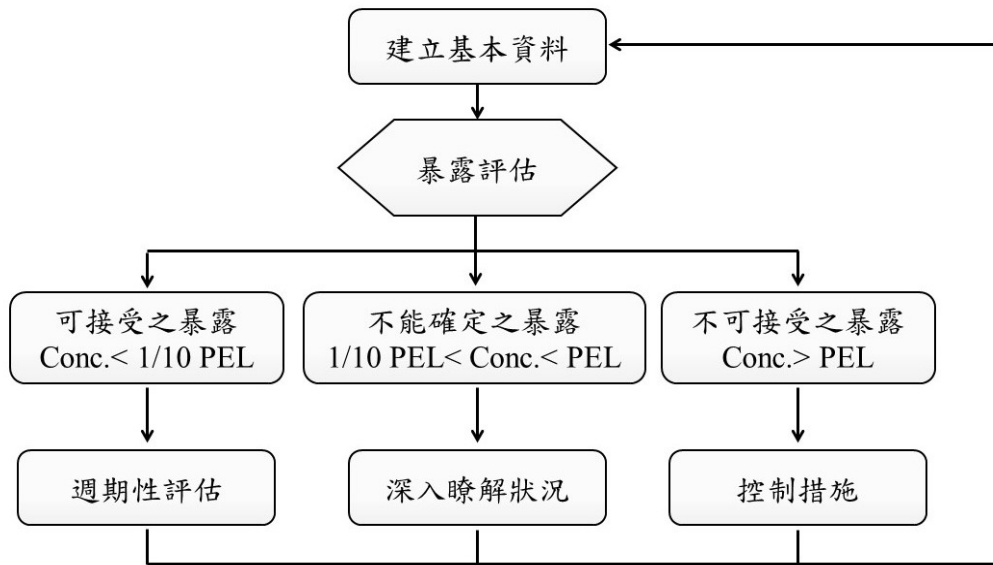 建立基本資料
暴露評估
可接受之暴露
Conc.< 1/10 PEL
不能確定之暴露
1/10 PEL< Conc.< PEL
不可接受之暴露
Conc.> PEL
週期性評估
深入瞭解狀況
控制措施